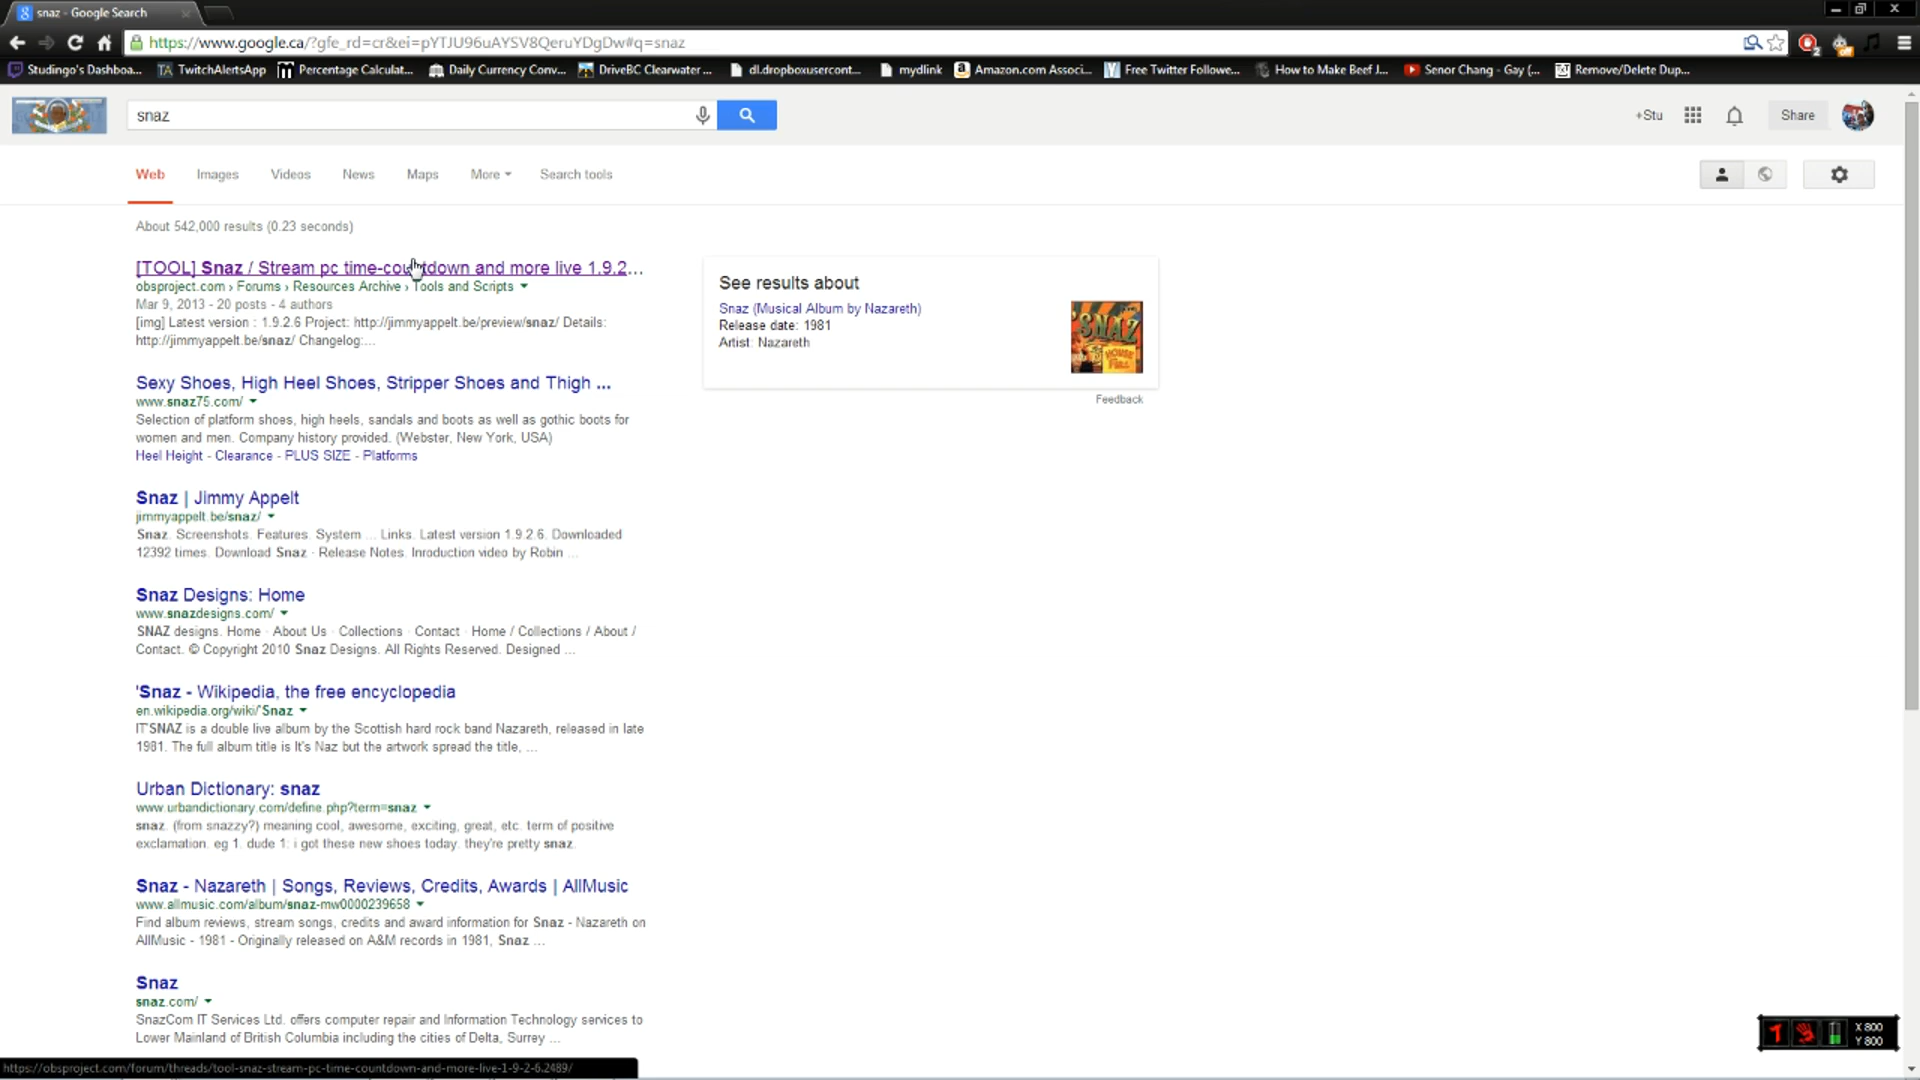 snaz - Google Search
https://www.google.ca/?gfe_rd=cr&ei=pYTJU96uAYSV8QeruYDgDw#q=snaz
Studingo's Dashboa...
TwitchAlertsApp
Percentage Calculat...
Daily Currency Conv...
DriveBC Clearwater ...
dl.dropboxusercont...
mydlink
Amazon.com Associ...
Free Twitter Followe...
How to Make Beef J...
Senor Chang - Gay (...
Remove/Delete Dup...
snaz
+Stu
Share
Web
Images
Videos
News
Maps
More
Search tools
About 542,000 results (0.23 seconds)
[TOOL] Snaz / Stream pc time-countdown and more live 1.9.2...
obsproject.com › Forums › Resources Archive › Tools and Scripts
Mar 9, 2013 - 20 posts - 4 authors
[img] Latest version : 1.9.2.6 Project: http://jimmyappelt.be/preview/snaz/ Details:
http://jimmyappelt.be/snaz/ Changelog:...
Sexy Shoes, High Heel Shoes, Stripper Shoes and Thigh ...
www.snaz75.com/
Selection of platform shoes, high heels, sandals and boots as well as gothic boots for
women and men. Company history provided. (Webster, New York, USA)
Heel Height - Clearance - PLUS SIZE - Platforms
Snaz | Jimmy Appelt
jimmyappelt.be/snaz/
Snaz. Screenshots. Features. System ... Links. Latest version 1.9.2.6. Downloaded
12392 times. Download Snaz · Release Notes. Inroduction video by Robin ...
Snaz Designs: Home
www.snazdesigns.com/
SNAZ designs. Home · About Us · Collections · Contact · Home / Collections / About /
Contact. © Copyright 2010 Snaz Designs. All Rights Reserved. Designed ...
'Snaz - Wikipedia, the free encyclopedia
en.wikipedia.org/wiki/'Snaz
IT'SNAZ is a double live album by the Scottish hard rock band Nazareth, released in late
1981. The full album title is It's Naz but the artwork spread the title, ...
Urban Dictionary: snaz
www.urbandictionary.com/define.php?term=snaz
snaz. (from snazzy?) meaning cool, awesome, exciting, great, etc. term of positive
exclamation. eg 1. dude 1: i got these new shoes today. they're pretty snaz.
Snaz - Nazareth | Songs, Reviews, Credits, Awards | AllMusic
www.allmusic.com/album/snaz-mw0000239658
Find album reviews, stream songs, credits and award information for Snaz - Nazareth on
AllMusic - 1981 - Originally released on A&M records in 1981, Snaz ...
Snaz
snaz.com/
SnazCom IT Services Ltd. offers computer repair and Information Technology services to
Lower Mainland of British Columbia including the cities of Delta, Surrey ...
See results about
Snaz (Musical Album by Nazareth)
Release date: 1981
Artist: Nazareth
'SNAZ
HOUSE
FULL
Feedback
X 800
Y 800
https://obsproject.com/forum/threads/tool-snaz-stream-pc-time-countdown-and-more-live-1-9-2-6.2489/